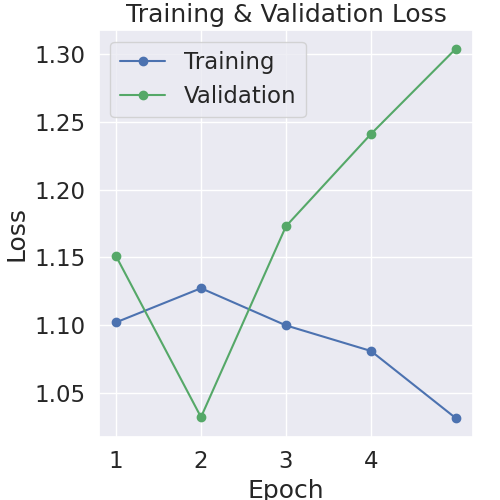 Training & Validation Loss
Training
Validation
Loss
1.30
1.25
1.20
1.15
1.10
1.05
1 2 3 4
Epoch